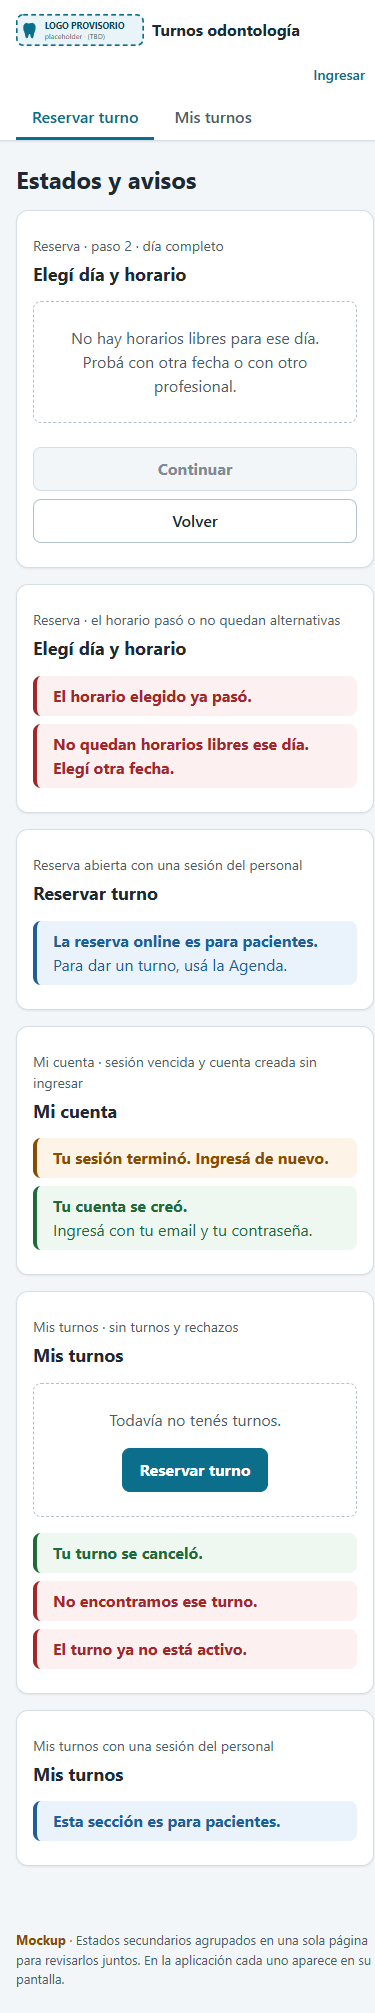 LOGO PROVISORIO
placeholder · (TBD)
Turnos odontología
Ingresar
Reservar turno
Mis turnos
Estados y avisos
Reserva · paso 2 · día completo
Elegí día y horario
No hay horarios libres para ese día.
Probá con otra fecha o con otro
profesional.
Continuar
Volver
Reserva · el horario pasó o no quedan alternativas
Elegí día y horario
El horario elegido ya pasó.
No quedan horarios libres ese día.
Elegí otra fecha.
Reserva abierta con una sesión del personal
Reservar turno
La reserva online es para pacientes.
Para dar un turno, usá la Agenda.
Mi cuenta · sesión vencida y cuenta creada sin
ingresar
Mi cuenta
Tu sesión terminó. Ingresá de nuevo.
Tu cuenta se creó.
Ingresá con tu email y tu contraseña.
Mis turnos · sin turnos y rechazos
Mis turnos
Todavía no tenés turnos.
Reservar turno
Tu turno se canceló.
No encontramos ese turno.
El turno ya no está activo.
Mis turnos con una sesión del personal
Mis turnos
Esta sección es para pacientes.
Mockup · Estados secundarios agrupados en una sola página
para revisarlos juntos. En la aplicación cada uno aparece en su
pantalla.